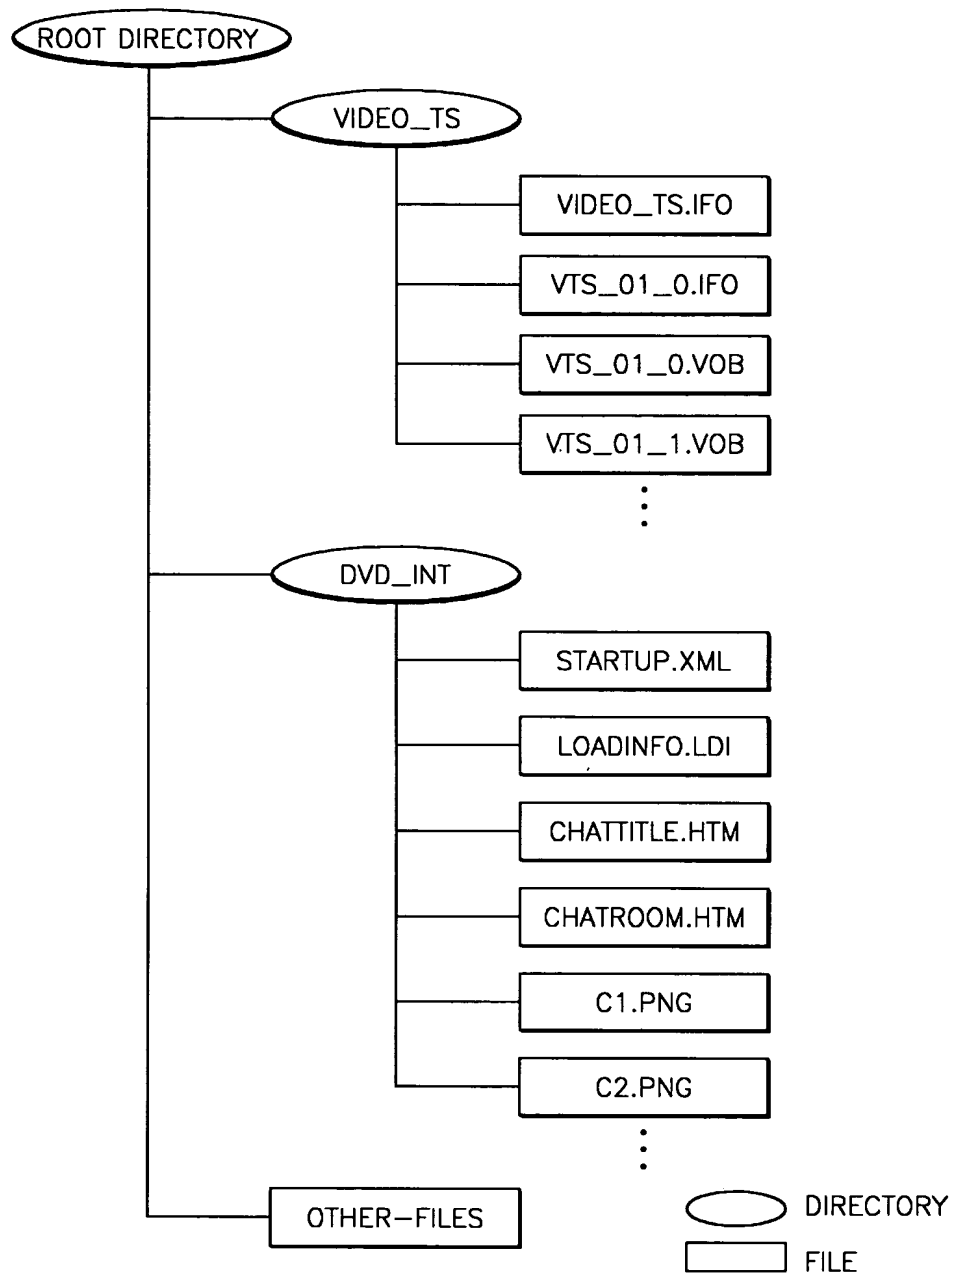 ROOT DIRECTORY
VIDEO_TS
VIDEO_TS.IFO
VTS_01_0.IFO
VTS_01_0.VOB
VTS_01_1.VOB
DVD_INT
STARTUP.XML
LOADINFO.LDI
CHATTITLE.HTM
CHATROOM.HTM
C1.PNG
C2.PNG
OTHER-FILES
DIRECTORY
FILE